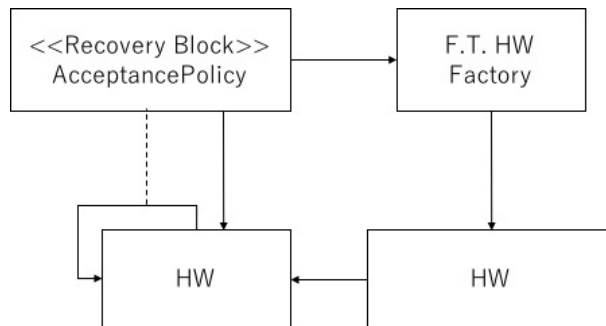 <<Recovery Block>>
AcceptancePolicy
F.T. HW
Factory
HW
HW